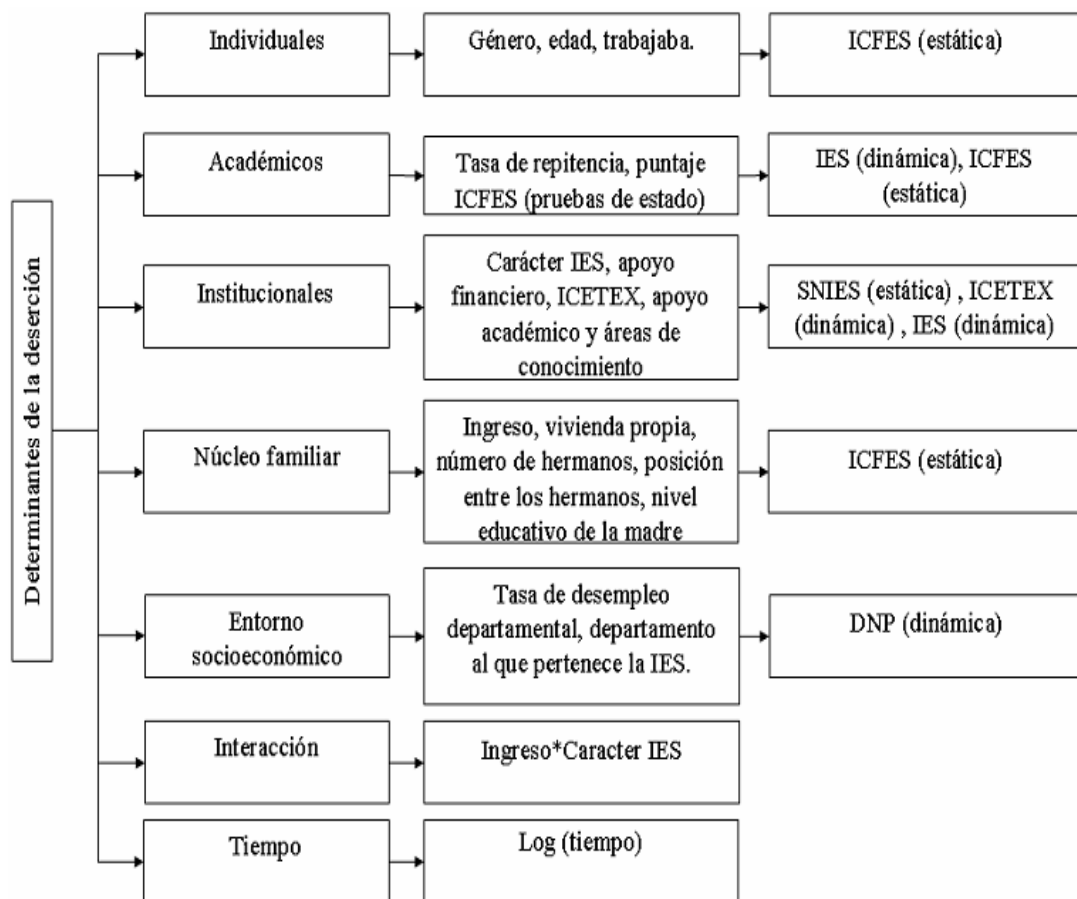 Determinantes de la deserción
Individuales
Género, edad, trabajaba.
ICFES (estática)
Académicos
Tasa de repitencia, puntaje
ICFES (pruebas de estado)
IES (dinámica), ICFES
(estática)
Institucionales
Carácter IES, apoyo
financiero, ICETEX, apoyo
académico y áreas de
conocimiento
SNIES (estática) , ICETEX
(dinámica) , IES (dinámica)
Núcleo familiar
Ingreso, vivienda propia,
número de hermanos, posición
entre los hermanos, nivel
educativo de la madre
ICFES (estática)
Entorno
socioeconómico
Tasa de desempleo
departamental, departamento
al que pertenece la IES.
DNP (dinámica)
Interacción
Ingreso*Caracter IES
Tiempo
Log (tiempo)